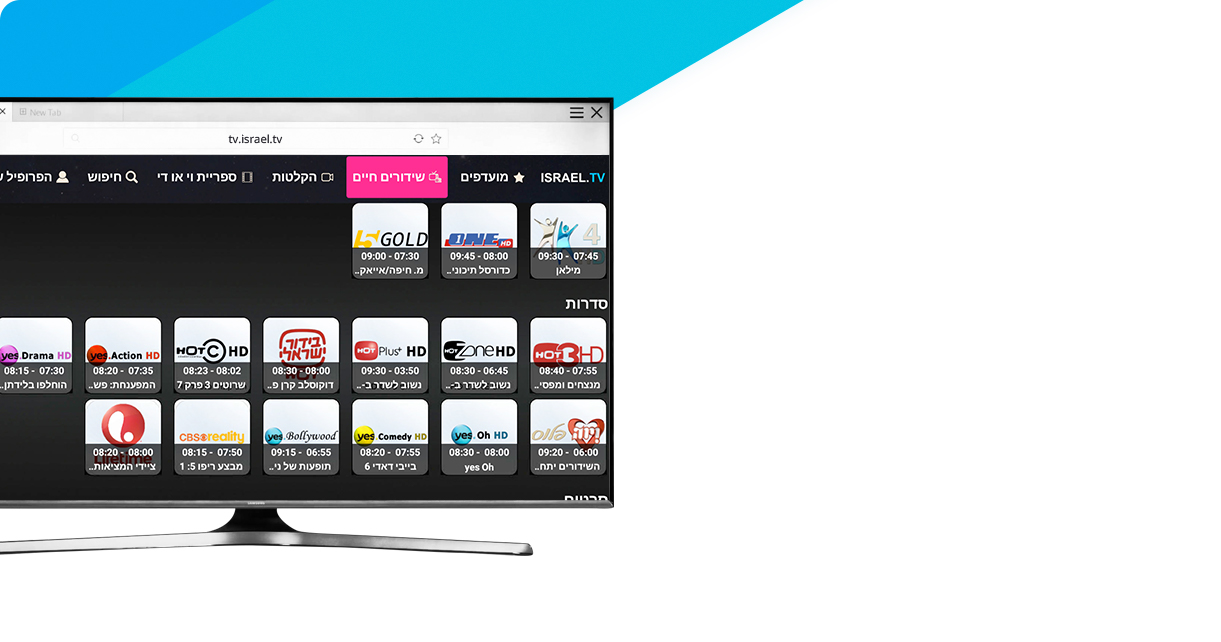 New Tab
tv.israel.tv
ISRAEL.TV
מועדפים
שידורים חיים
הקלטות
ספריית וי או די
חיפוש
הפרופיל
4
09:30 - 07:45
מילאן
ONE HD
09:45 - 08:00
כדורסל תיכוני..
5 GOLD
09:00 - 07:30
מ. חיפה/אייאק..
סדרות
HOT 3 HD
08:40 - 07:55
מנצחים ומפסי..
HOT Zone HD
08:30 - 06:45
נשוב לשדר ב-..
HOT Plus+ HD
09:30 - 03:50
נשוב לשדר ב-..
בידור ישראלי
HOT
08:30 - 08:00
דוקוסלב קרן פ..
HOT C HD
08:23 - 08:02
שרוטים 3 פרק 7
yes.Action HD
08:20 - 07:35
המפענחת: פש..
yes.Drama HD
08:15 - 07:30
הוחלפו בלידתן..
ויוה פלוס
09:20 - 06:00
השידורים יתח..
yes.Oh HD
08:30 - 08:00
yes Oh
yes.Comedy HD
08:20 - 07:55
בייבי דאדי 6
yes.Bollywood
09:15 - 06:55
תופעות של ני..
CBS reality
08:15 - 07:50
מבצע ריפו 5: 1
Lifetime
08:20 - 08:00
ציידי המציאות..